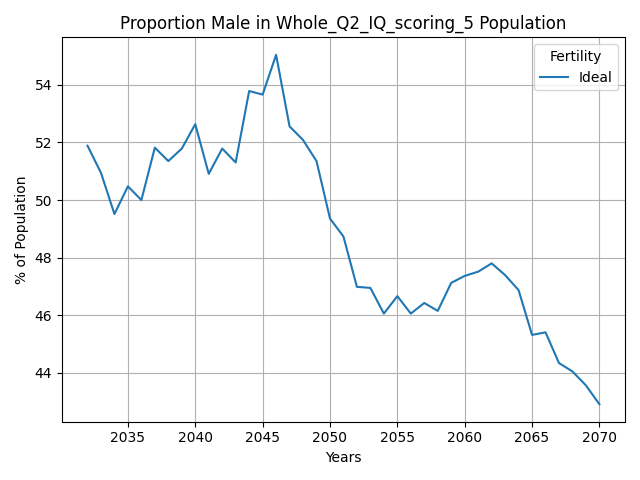 Proportion Male in Whole_Q2_IQ_scoring_5 Population
Fertility
Ideal
% of Population
54
52
50
48
46
44
2035 2040 2045 2050 2055 2060 2065 2070
Years